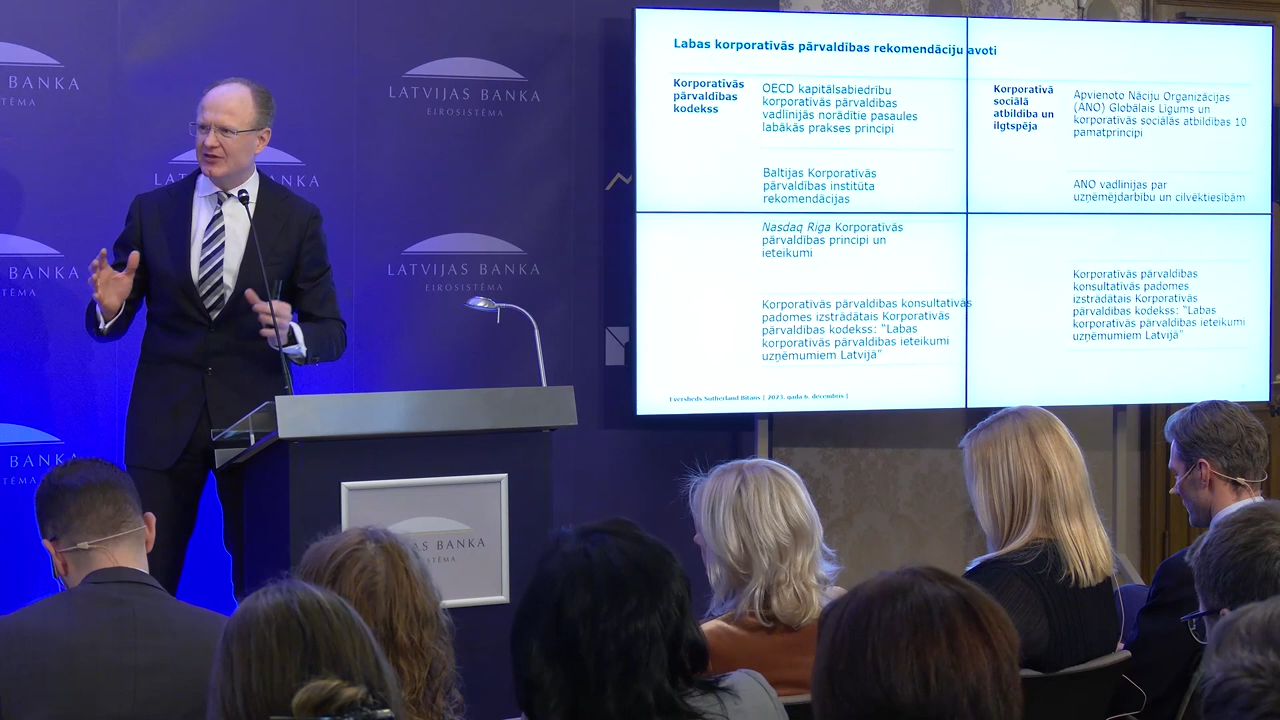 BANKA
STĒMA
LATVIJAS BANKA
EIROSISTĒMA
LATVIJAS BANKA
BANKA
STĒMA
LATVIJAS BANKA
EIROSISTĒMA
BANKA
STĒMA
AS BANKA
STĒMA
Labas korporatīvās pārvaldības rekomendāciju avoti
Korporatīvās
pārvaldības
kodekss
OECD kapitālsabiedrību
korporatīvās pārvaldības
vadlīnijās norādītie pasaules
labākās prakses principi
Baltijas Korporatīvās
pārvaldības institūta
rekomendācijas
Nasdaq Riga Korporatīvās
pārvaldības principi un
ieteikumi
Korporatīvās pārvaldības konsultatīvās
padomes izstrādātais Korporatīvās
pārvaldības kodekss: “Labas
korporatīvās pārvaldības ieteikumi
uzņēmumiem Latvijā”
Korporatīvā
sociālā
atbildība un
ilgtspēja
Apvienoto Nāciju Organizācijas
(ANO) Globālais Līgums un
korporatīvās sociālās atbildības 10
pamatprincipi
ANO vadlīnijas par
uzņēmējdarbību un cilvēktiesībām
Korporatīvās pārvaldības
konsultatīvās padomes
izstrādātais Korporatīvās
pārvaldības kodekss: “Labas
korporatīvās pārvaldības ieteikumi
uzņēmumiem Latvijā”
Eversheds Sutherland Bitāns | 2023. gada 6. decembris |